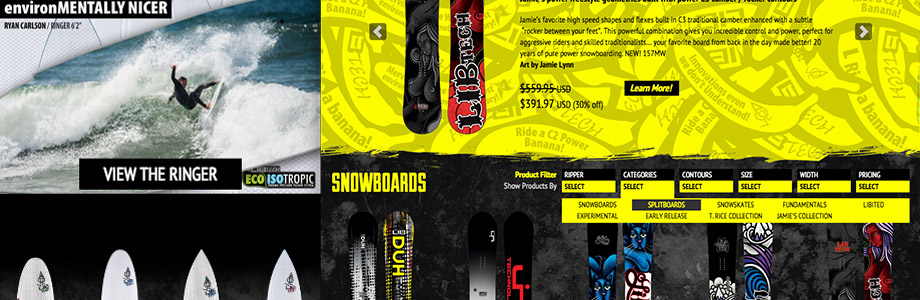 environMENTALLY NICER
RYAN CARLSON / RINGER 6'2"
VIEW THE RINGER
ECO ISOTROPIC
Jamie's favorite high speed shapes and flexes built in C3 traditional camber enhanced with a subtle
"rocker between your feet". This powerful combination gives you incredible control and power, perfect for
aggressive riders and skilled traditionalists... your favorite board from back in the day made better! 20
years of pure power snowboarding. NEW! 157MW
Art by Jamie Lynn
$559.95 USD
$391.97 USD (30% off)
Learn More!
LIBTECH
a banana!
Ride a C2 Power
Banana!
SNOWBOARDS
Product Filter
Show Products By
RIPPER
CATEGORIES
CONTOURS
SIZE
WIDTH
PRICING
SELECT
SELECT
SELECT
SELECT
SELECT
SELECT
SNOWBOARDS
SPLITBOARDS
SNOWSKATES
FUNDAMENTALS
LIBITED
EXPERIMENTAL
EARLY RELEASE
T. RICE COLLECTION
JAMIE'S COLLECTION
DUH
LIB
DUH